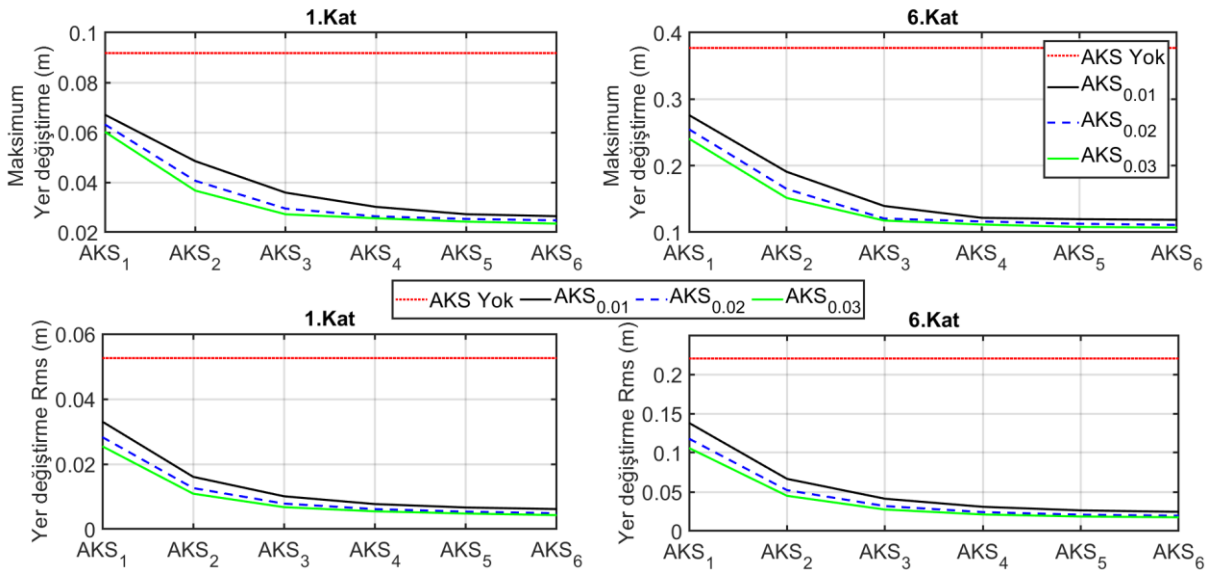 1.Kat
Maksimum
Yer değiştirme (m)
0.1
0.08
0.06
0.04
0.02
AKS₁ AKS₂ AKS₃ AKS₄ AKS₅ AKS₆
6.Kat
Maksimum
Yer değiştirme (m)
0.4
0.3
0.2
0.1
AKS₁ AKS₂ AKS₃ AKS₄ AKS₅ AKS₆
AKS Yok
AKS0.01
AKS0.02
AKS0.03
AKS Yok AKS0.01 AKS0.02 AKS0.03
1.Kat
Yer değiştirme Rms (m)
0.06
0.04
0.02
0
AKS₁ AKS₂ AKS₃ AKS₄ AKS₅ AKS₆
6.Kat
Yer değiştirme Rms (m)
0.2
0.15
0.1
0.05
0
AKS₁ AKS₂ AKS₃ AKS₄ AKS₅ AKS₆